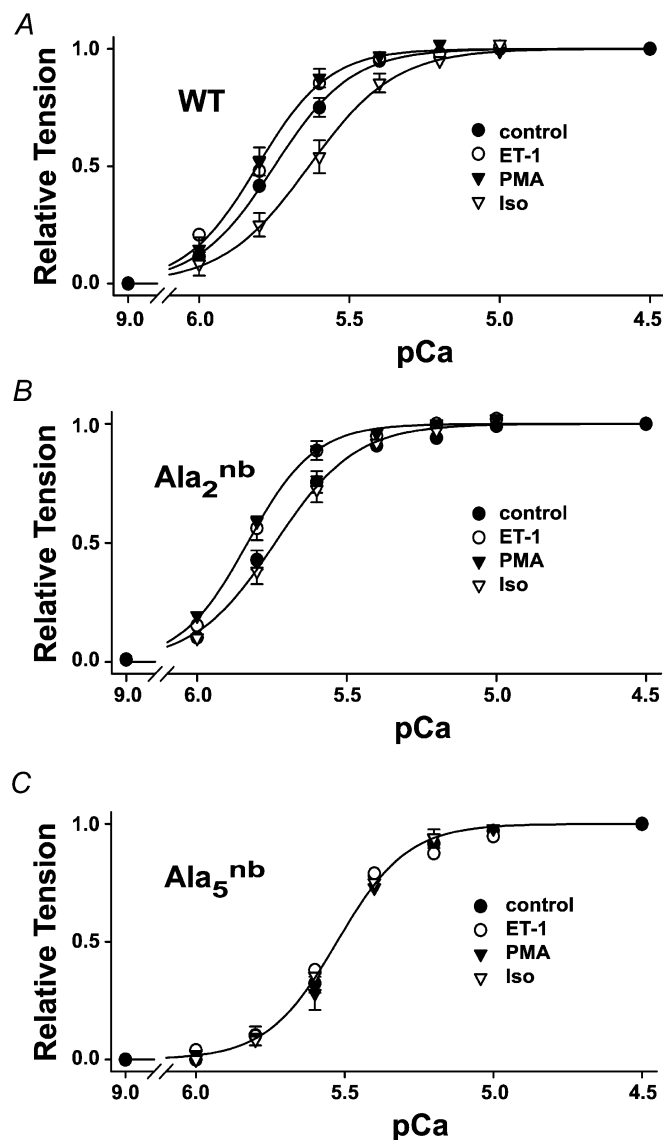 A
WT
Relative Tension
1.0
0.5
0.0
control
ET-1
PMA
Iso
9.0 6.0 5.5 5.0 4.5
pCa
B
Ala2nb
Relative Tension
1.0
0.5
0.0
control
ET-1
PMA
Iso
9.0 6.0 5.5 5.0 4.5
pCa
C
Ala5nb
Relative Tension
1.0
0.5
0.0
control
ET-1
PMA
Iso
9.0 6.0 5.5 5.0 4.5
pCa